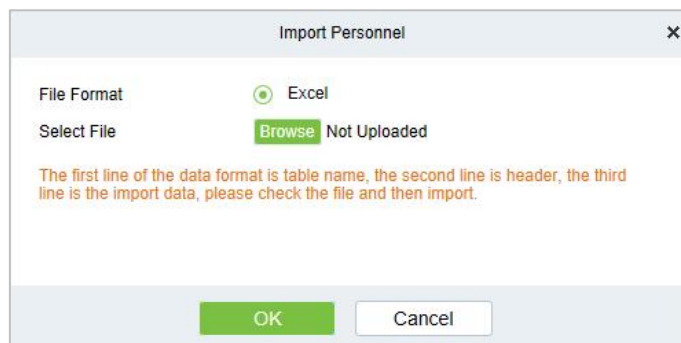 Import Personnel ×
File Format Excel
Select File Browse Not Uploaded
The first line of the data format is table name, the second line is header, the third
line is the import data, please check the file and then import.
OK Cancel